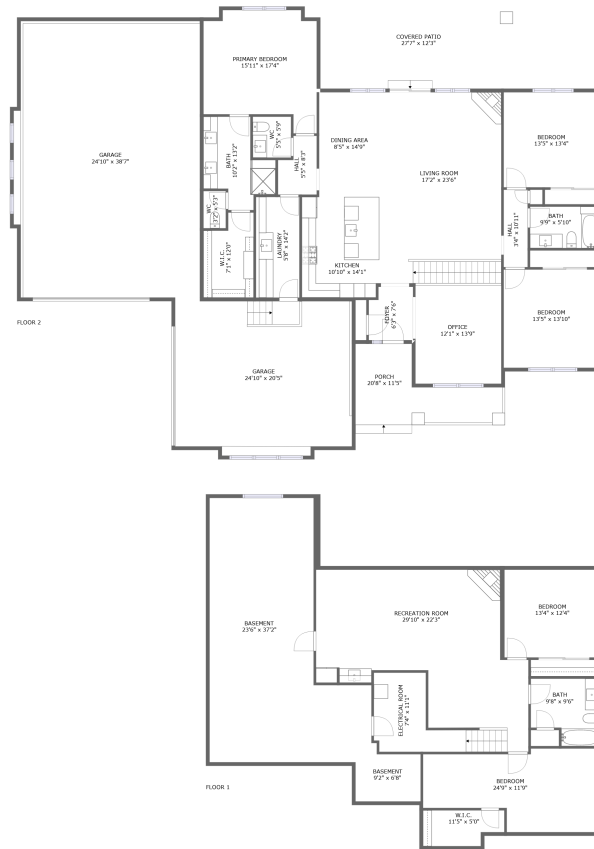 COVERED PATIO
27'7" x 12'3"
PRIMARY BEDROOM
15'11" x 17'4"
GARAGE
24'10" x 38'7"
WC
5'5" x 5'9"
BATH
10'2" x 13'2"
HALL
5'5" x 8'3"
DINING AREA
8'5" x 14'9"
LIVING ROOM
17'2" x 23'6"
BEDROOM
13'5" x 13'4"
WC
3'2" x 5'3"
BATH
9'9" x 5'10"
HALL
3'4" x 10'11"
W.I.C.
7'1" x 12'0"
LAUNDRY
5'8" x 14'2"
KITCHEN
10'10" x 14'1"
FLOOR 2
FOYER
6'3" x 7'6"
OFFICE
12'1" x 13'9"
BEDROOM
13'5" x 13'10"
GARAGE
24'10" x 20'5"
PORCH
20'8" x 11'5"
BASEMENT
23'6" x 37'2"
RECREATION ROOM
29'10" x 22'3"
BEDROOM
13'4" x 12'4"
ELECTRICAL ROOM
7'4" x 11'1"
BATH
9'8" x 9'6"
BASEMENT
9'2" x 6'8"
BEDROOM
24'9" x 11'9"
FLOOR 1
W.I.C.
11'5" x 5'0"